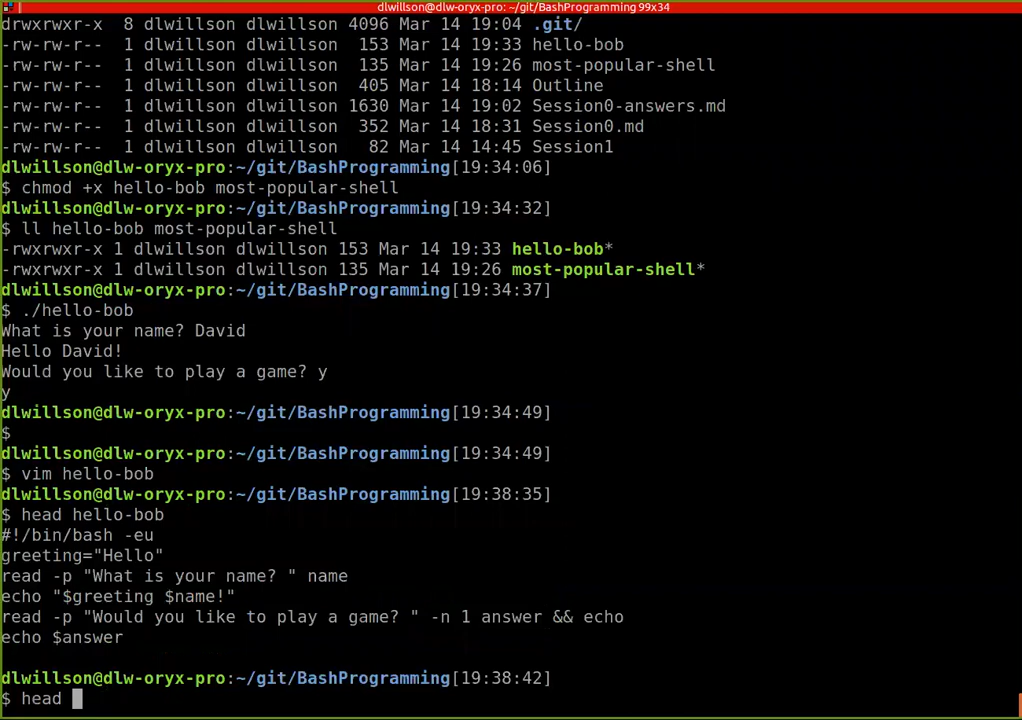 dlwillson@dlw-oryx-pro: ~/git/BashProgramming 99x34
drwxrwxr-x  8 dlwillson dlwillson 4096 Mar 14 19:04 .git/
-rw-rw-r--  1 dlwillson dlwillson  153 Mar 14 19:33 hello-bob
-rw-rw-r--  1 dlwillson dlwillson  135 Mar 14 19:26 most-popular-shell
-rw-rw-r--  1 dlwillson dlwillson  405 Mar 14 18:14 Outline
-rw-rw-r--  1 dlwillson dlwillson 1630 Mar 14 19:02 Session0-answers.md
-rw-rw-r--  1 dlwillson dlwillson  352 Mar 14 18:31 Session0.md
-rw-rw-r--  1 dlwillson dlwillson   82 Mar 14 14:45 Session1
dlwillson@dlw-oryx-pro:~/git/BashProgramming[19:34:06]
$ chmod +x hello-bob most-popular-shell
dlwillson@dlw-oryx-pro:~/git/BashProgramming[19:34:32]
$ ll hello-bob most-popular-shell
-rwxrwxr-x 1 dlwillson dlwillson 153 Mar 14 19:33 hello-bob*
-rwxrwxr-x 1 dlwillson dlwillson 135 Mar 14 19:26 most-popular-shell*
dlwillson@dlw-oryx-pro:~/git/BashProgramming[19:34:37]
$ ./hello-bob
What is your name? David
Hello David!
Would you like to play a game? y
y
dlwillson@dlw-oryx-pro:~/git/BashProgramming[19:34:49]
$
dlwillson@dlw-oryx-pro:~/git/BashProgramming[19:34:49]
$ vim hello-bob
dlwillson@dlw-oryx-pro:~/git/BashProgramming[19:38:35]
$ head hello-bob
#!/bin/bash -eu
greeting="Hello"
read -p "What is your name? " name
echo "$greeting $name!"
read -p "Would you like to play a game? " -n 1 answer && echo
echo $answer
dlwillson@dlw-oryx-pro:~/git/BashProgramming[19:38:42]
$ head